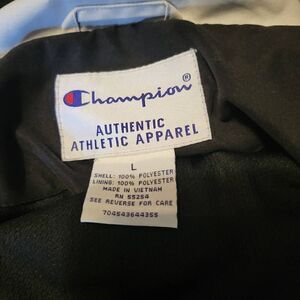 Champion®
AUTHENTIC
ATHLETIC APPAREL
L
SHELL: 100% POLYESTER
LINING: 100% POLYESTER
MADE IN VIETNAM
RN 55254
SEE REVERSE FOR CARE
704543644355